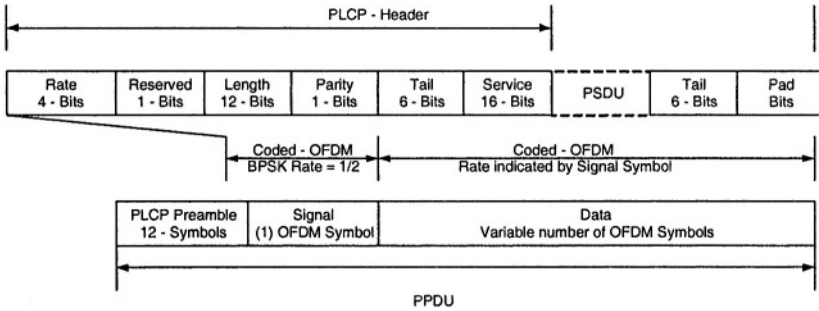 PLCP - Header
Rate
4 - Bits
Reserved
1 - Bits
Length
12 - Bits
Parity
1 - Bits
Tail
6 - Bits
Service
16 - Bits
PSDU
Tail
6 - Bits
Pad
Bits
Coded - OFDM
BPSK Rate = 1/2
Coded - OFDM
Rate indicated by Signal Symbol
PLCP Preamble
12 - Symbols
Signal
(1) OFDM Symbol
Data
Variable number of OFDM Symbols
PPDU